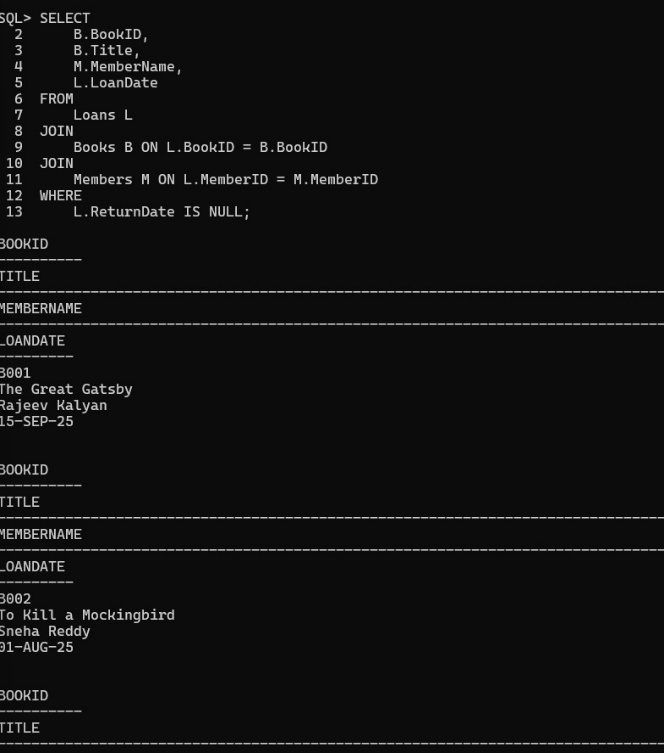 SQL> SELECT
  2      B.BookID,
  3      B.Title,
  4      M.MemberName,
  5      L.LoanDate
  6  FROM
  7      Loans L
  8  JOIN
  9      Books B ON L.BookID = B.BookID
 10  JOIN
 11      Members M ON L.MemberID = M.MemberID
 12  WHERE
 13      L.ReturnDate IS NULL;
BOOKID
----------
TITLE
--------------------------------------------------------------------------------
MEMBERNAME
--------------------------------------------------------------------------------
LOANDATE
---------
B001
The Great Gatsby
Rajeev Kalyan
15-SEP-25
BOOKID
----------
TITLE
--------------------------------------------------------------------------------
MEMBERNAME
--------------------------------------------------------------------------------
LOANDATE
---------
B002
To Kill a Mockingbird
Sneha Reddy
01-AUG-25
BOOKID
----------
TITLE
--------------------------------------------------------------------------------